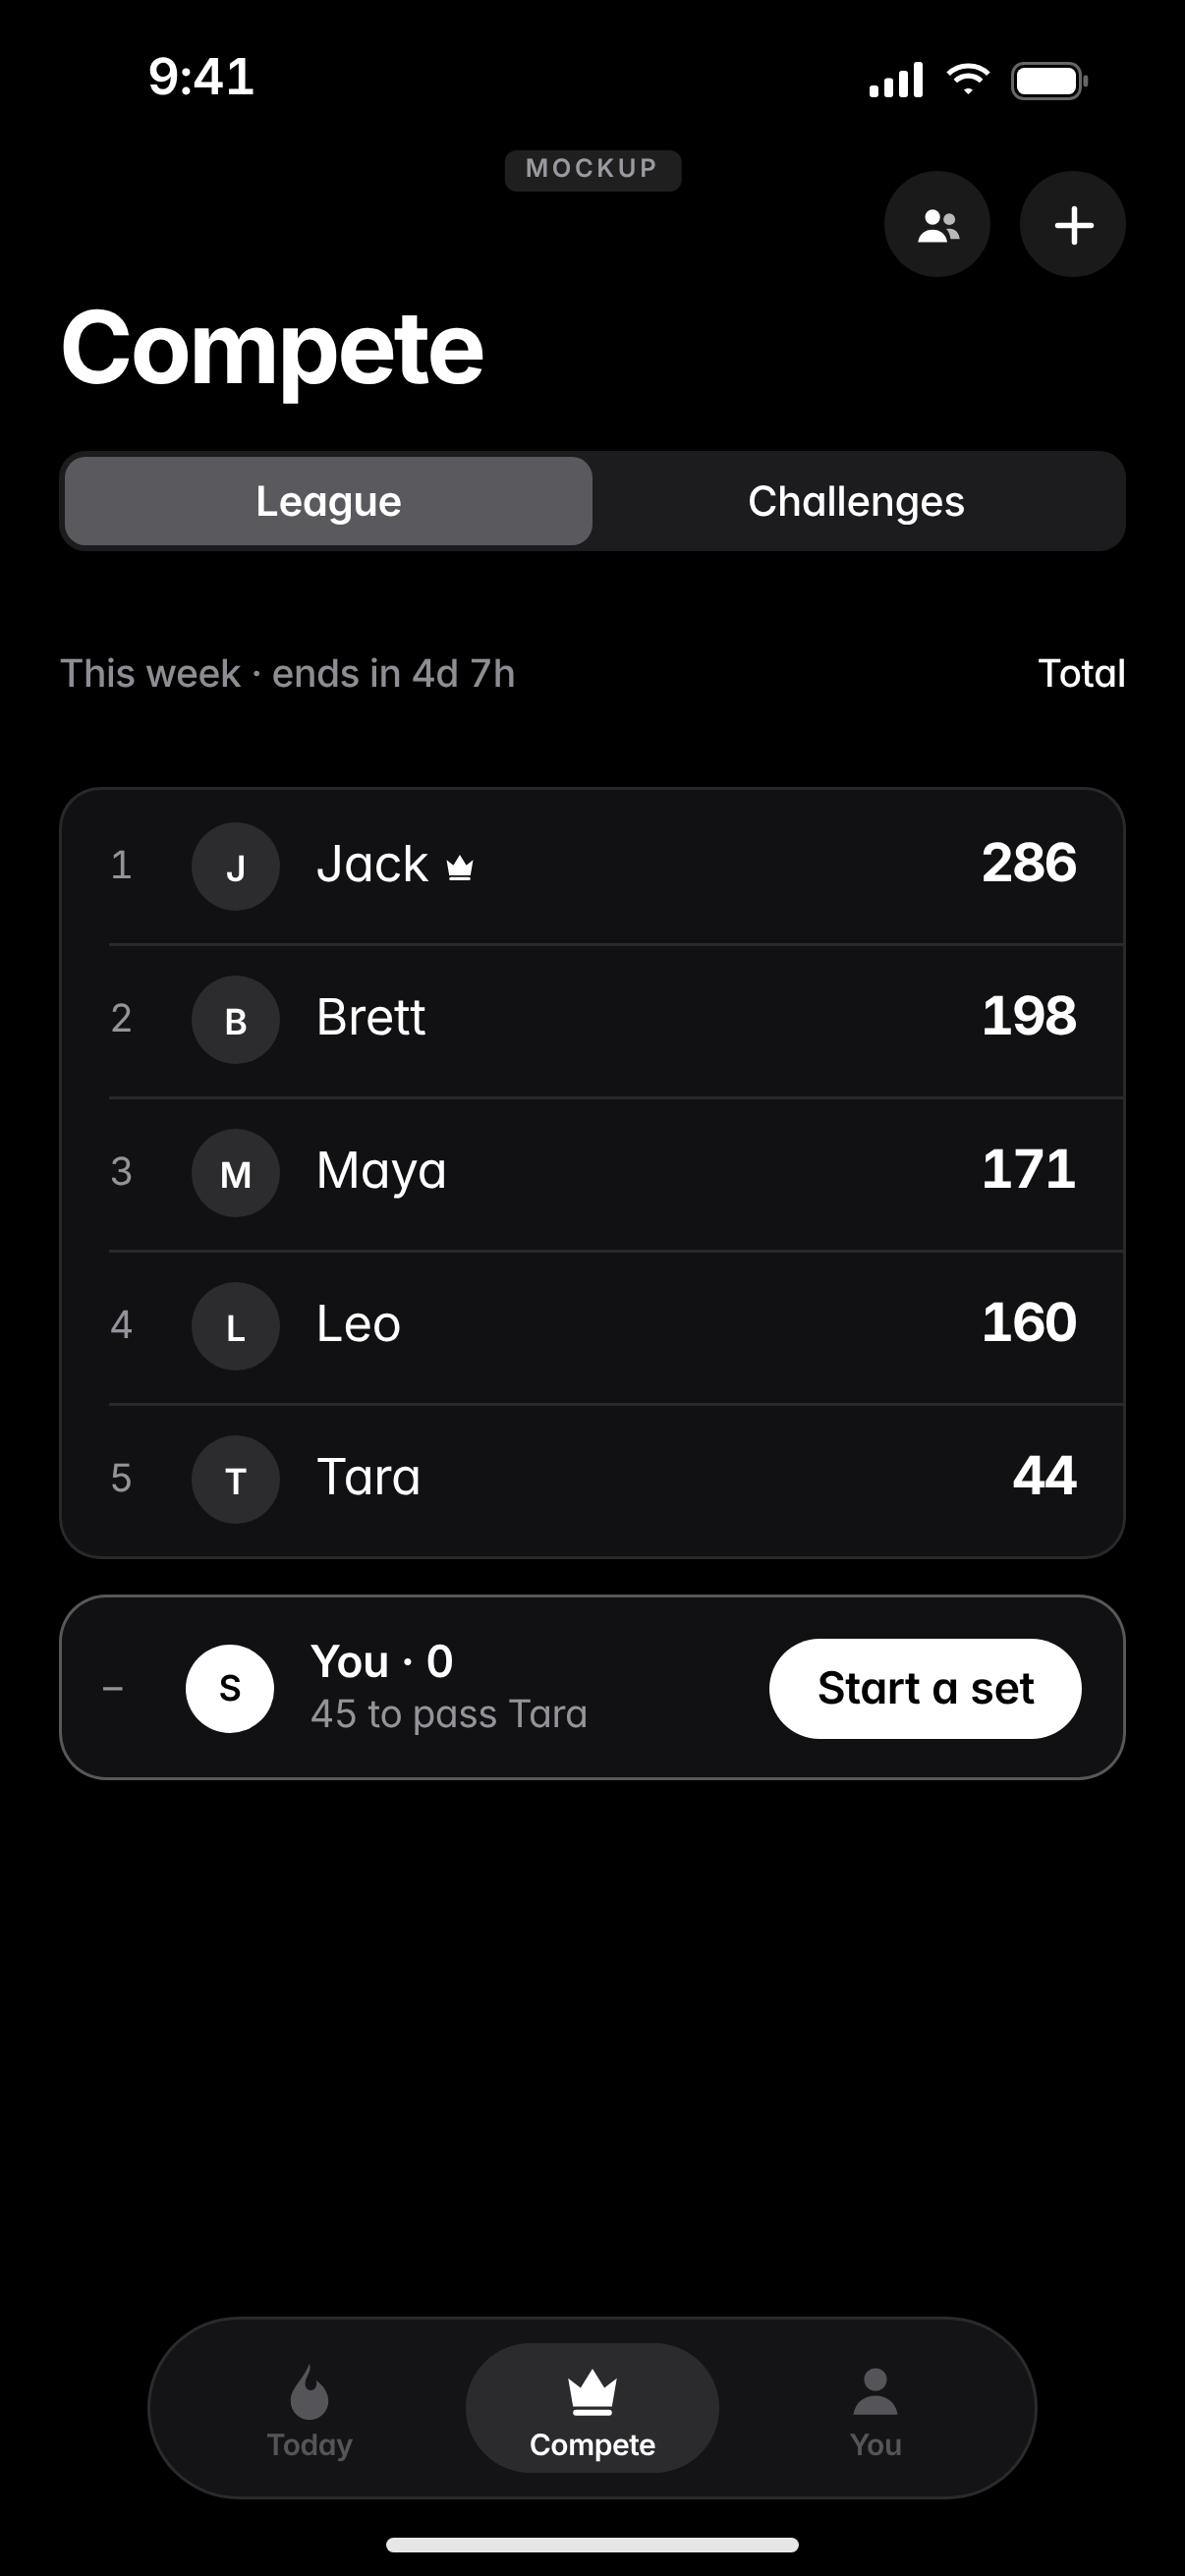 9:41
MOCKUP
Compete
League
Challenges
This week · ends in 4d 7h
Total
1 J Jack 286
2 B Brett 198
3 M Maya 171
4 L Leo 160
5 T Tara 44
– S You · 0
45 to pass Tara
Start a set
Today
Compete
You